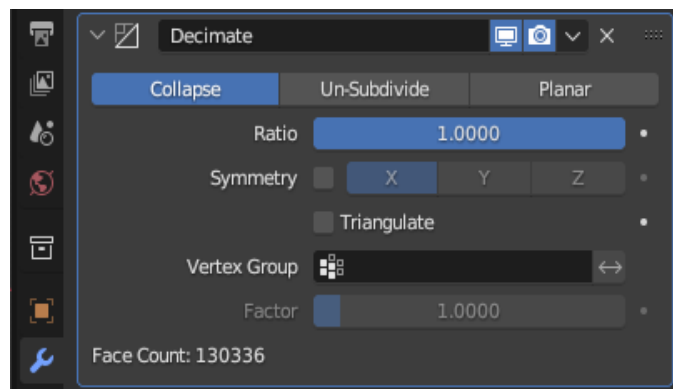 Decimate
Collapse Un-Subdivide Planar
Ratio 1.0000
Symmetry X Y Z
Triangulate
Vertex Group
Factor 1.0000
Face Count: 130336